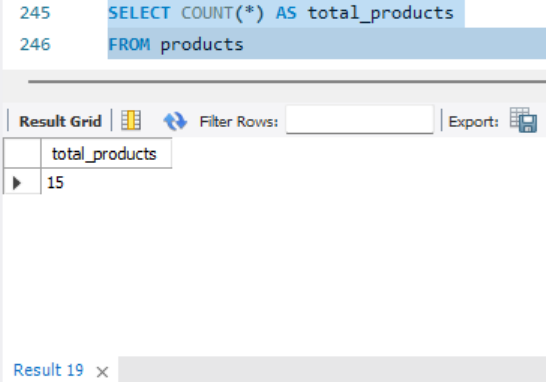 245 SELECT COUNT(*) AS total_products
246 FROM products
Result Grid Filter Rows: Export:
total_products
15
Result 19 ×